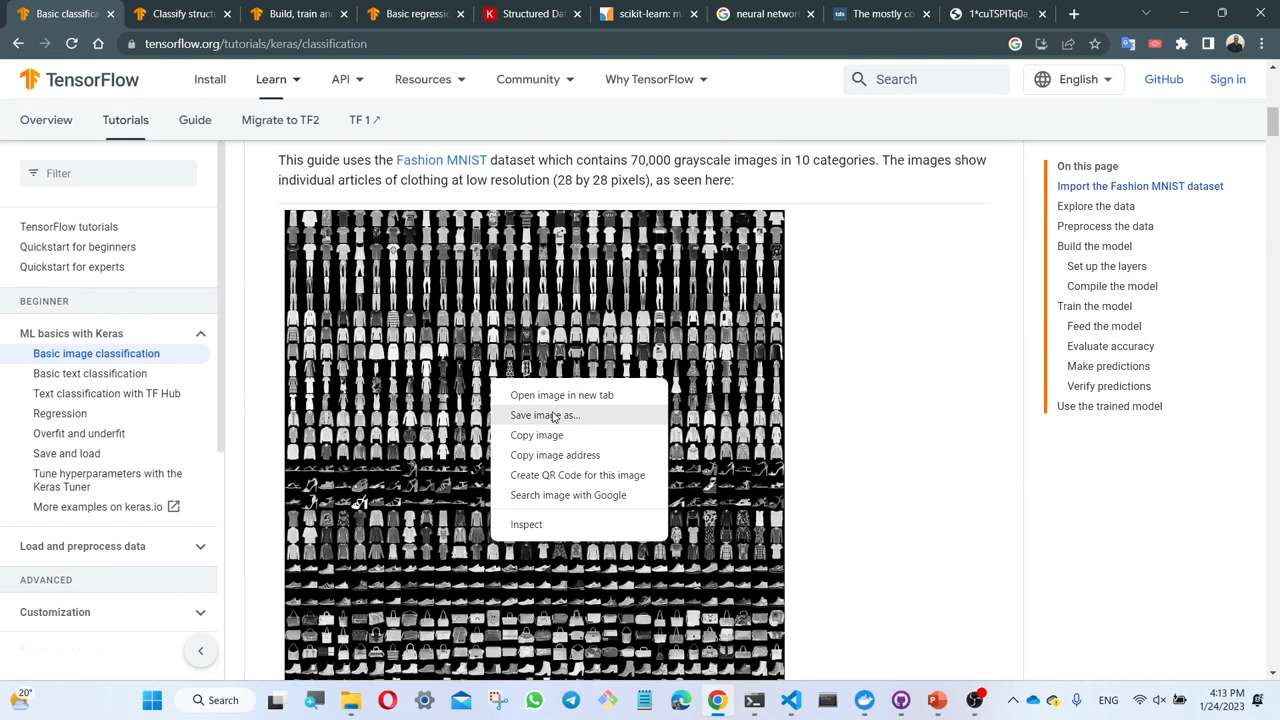 Basic classifi
Classify struct
Build, train an
Basic regressi
Structured Dat
scikit-learn: m
neural networ
The mostly co
1*cuTSPITq0a_
tensorflow.org/tutorials/keras/classification
TensorFlow
Install
Learn
API
Resources
Community
Why TensorFlow
Search
English
GitHub
Sign in
Overview
Tutorials
Guide
Migrate to TF2
TF 1 ↗
Filter
TensorFlow tutorials
Quickstart for beginners
Quickstart for experts
BEGINNER
ML basics with Keras
Basic image classification
Basic text classification
Text classification with TF Hub
Regression
Overfit and underfit
Save and load
Tune hyperparameters with the
Keras Tuner
More examples on keras.io
Load and preprocess data
ADVANCED
Customization
This guide uses the Fashion MNIST dataset which contains 70,000 grayscale images in 10 categories. The images show
individual articles of clothing at low resolution (28 by 28 pixels), as seen here:
Open image in new tab
Save image as...
Copy image
Copy image address
Create QR Code for this image
Search image with Google
Inspect
On this page
Import the Fashion MNIST dataset
Explore the data
Preprocess the data
Build the model
Set up the layers
Compile the model
Train the model
Feed the model
Evaluate accuracy
Make predictions
Verify predictions
Use the trained model
20°
Search
ENG
4:13 PM
1/24/2023